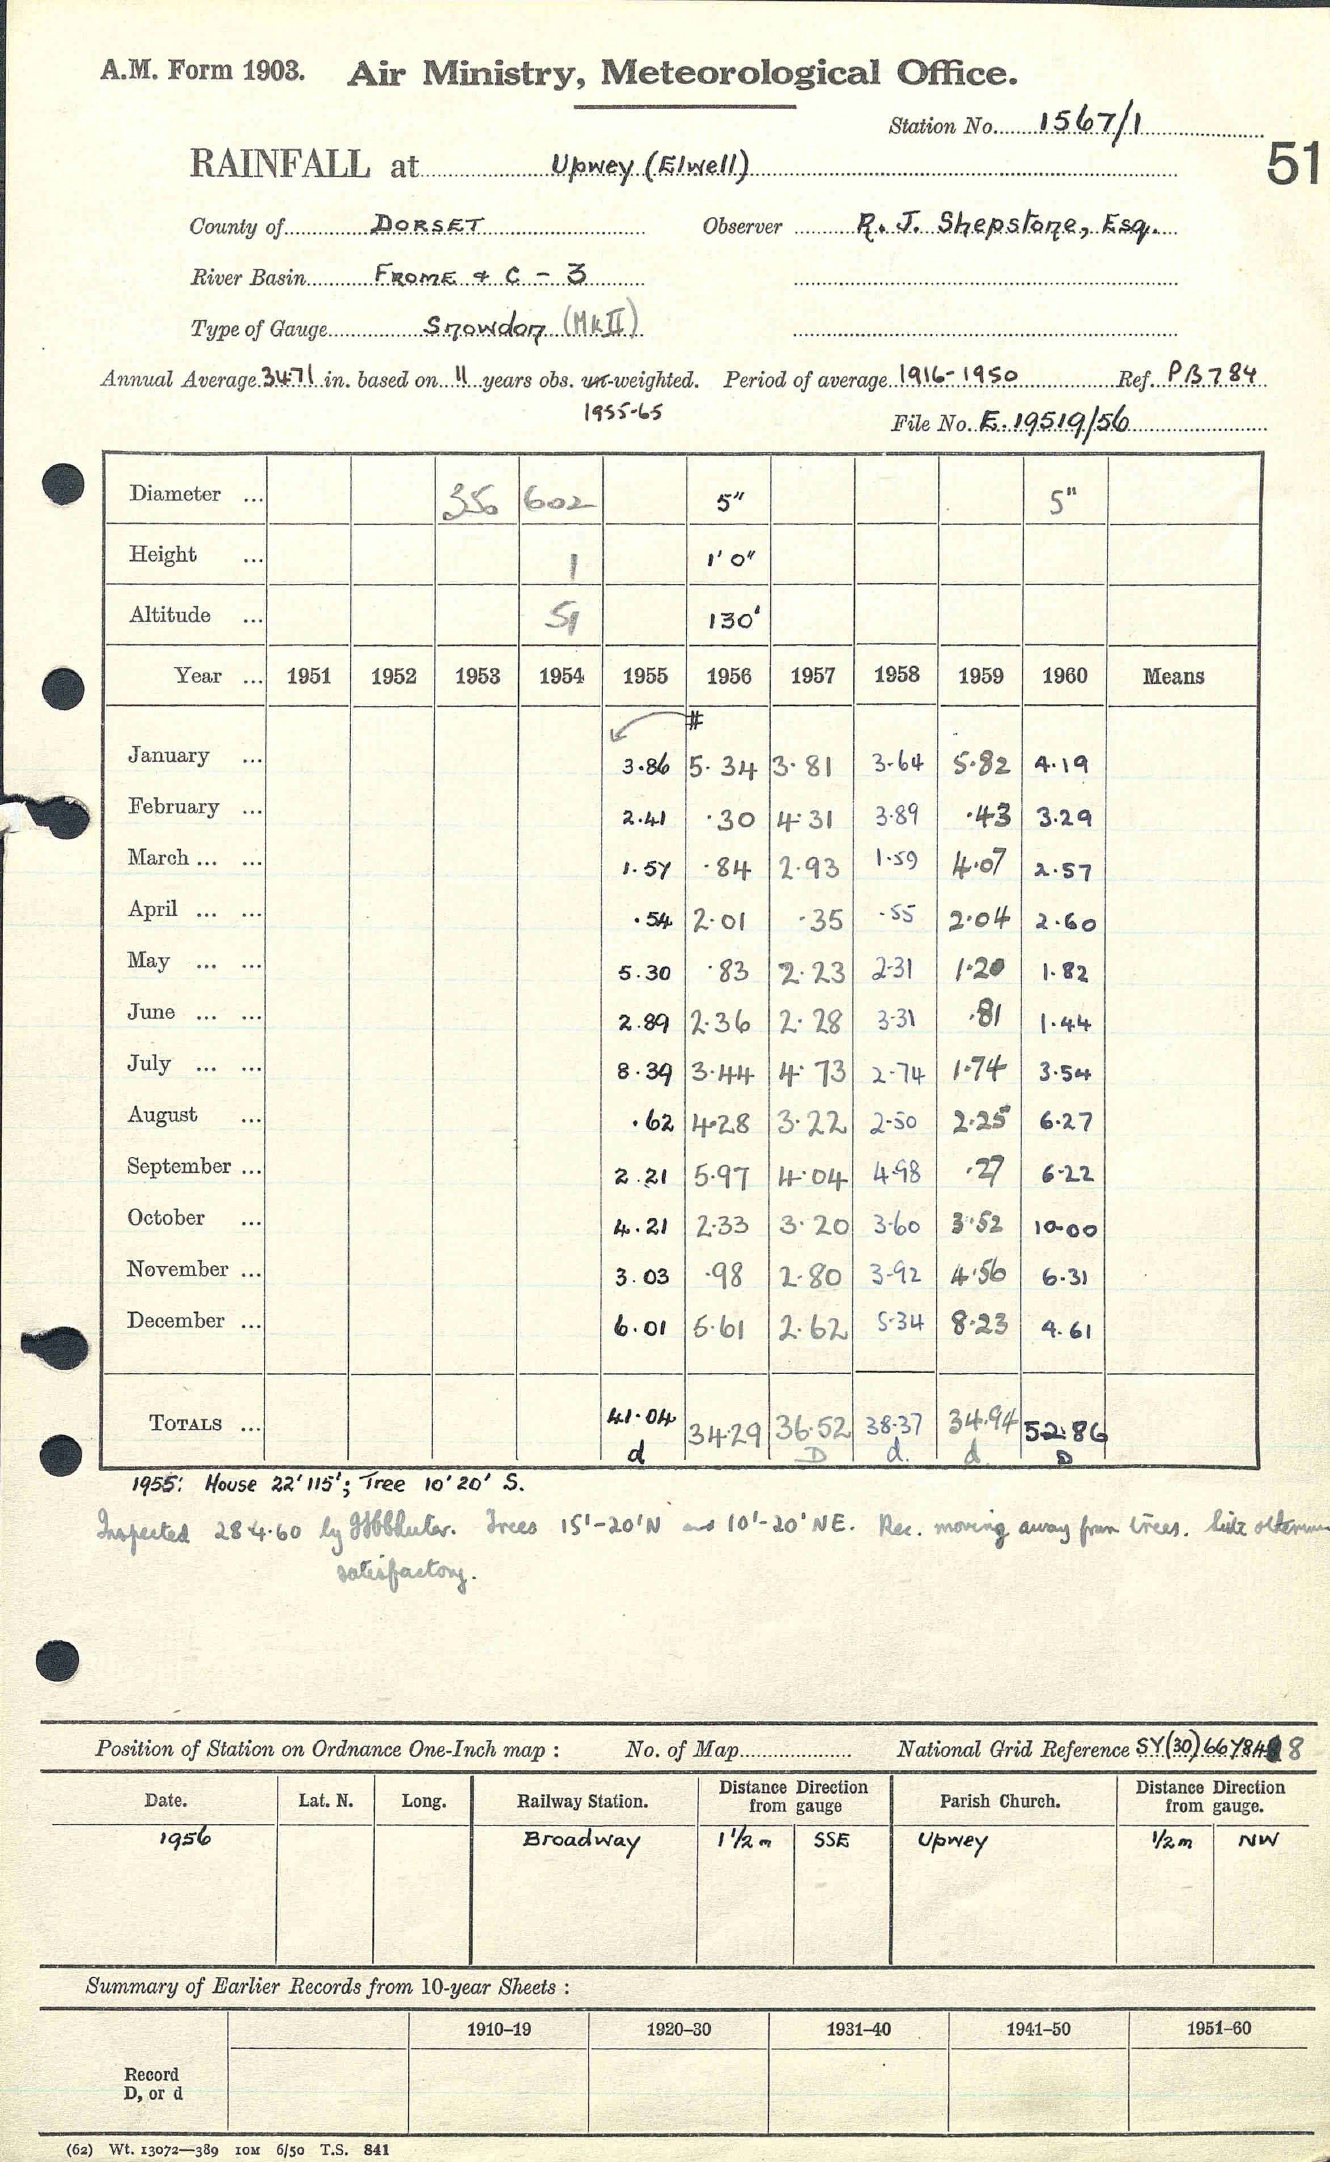 A.M. Form 1903. Air Ministry, Meteorological Office.
Station No. 1567/1
RAINFALL at Upwey (Elwell)
51
County of DORSET Observer R. J. Shepstone, Esq.
River Basin FROME & C - 3
Type of Gauge Snowdon (Mk II)
Annual Average 34.71 in. based on 11 years obs. un-weighted. Period of average 1916-1950 Ref. PB784
1955-65
File No. E.19519/56
Diameter ... 350 602 5" 5"
Height ... 1 1' 0"
Altitude ... 51 130'
Year ... 1951 1952 1953 1954 1955 1956 1957 1958 1959 1960 Means
#
January ... 3.86 5.34 3.81 3.64 5.82 4.19
February ... 2.41 .30 4.31 3.89 .43 3.29
March ... ... 1.57 .84 2.93 1.59 4.07 2.57
April ... ... .54 2.01 .35 .55 2.04 2.60
May ... ... 5.30 .83 2.23 2.31 1.20 1.82
June ... ... 2.89 2.36 2.28 3.31 .81 1.44
July ... ... 8.39 3.44 4.73 2.74 1.74 3.54
August ... .62 4.28 3.22 2.50 2.25 6.27
September ... 2.21 5.97 4.04 4.98 .27 6.22
October ... 4.21 2.33 3.20 3.60 3.52 10.00
November ... 3.03 .98 2.80 3.92 4.56 6.31
December ... 6.01 5.61 2.62 5.34 8.23 4.61
TOTALS ... 41.04 34.29 36.52 38.37 34.94 52.86
d D d. d D
1955: House 22' 115'; Tree 10' 20' S.
Inspected 28.4.60 by Trees 15'-20'N and 10'-20'NE. Rec. moving away from trees. Site
satisfactory.
Position of Station on Ordnance One-Inch map : No. of Map National Grid Reference SY(30)667848
Date. Lat. N. Long. Railway Station. Distance from Direction gauge Parish Church. Distance from Direction gauge.
1956 Broadway 1 1/2 m SSE Upwey 1/2 m NW
Summary of Earlier Records from 10-year Sheets :
1910–19 1920–30 1931–40 1941–50 1951–60
Record
D, or d
(62) Wt. 13072—389 10M 6/50 T.S. 841